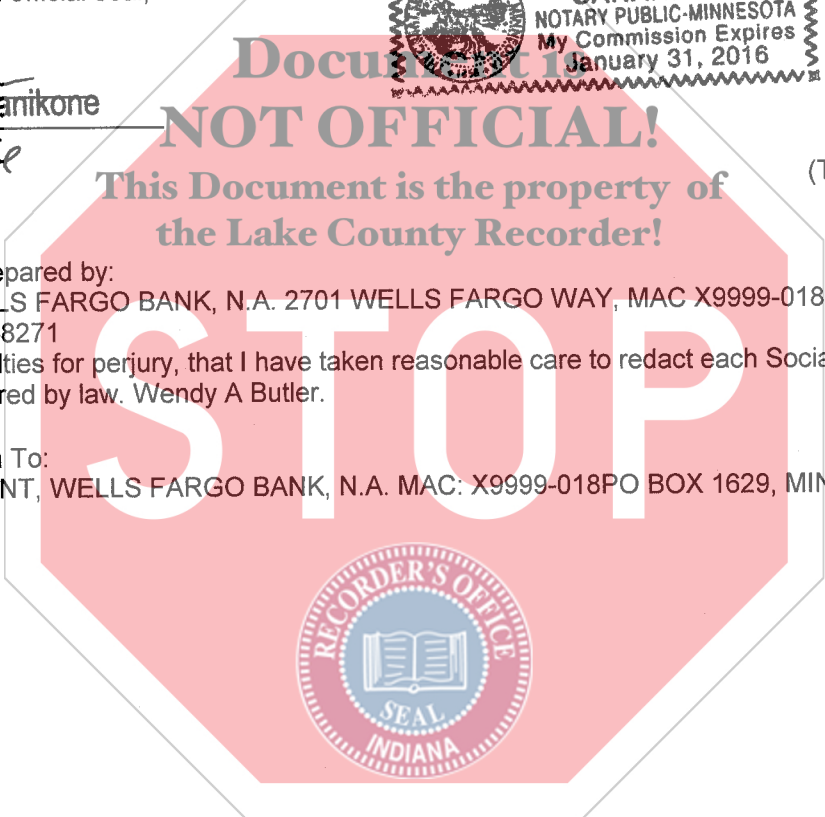 NOTARY PUBLIC-MINNESOTA
My Commission Expires
January 31, 2016
Document is
anikone
NOT OFFICIAL!
This Document is the property of
the Lake County Recorder!
(T
epared by:
LS FARGO BANK, N.A. 2701 WELLS FARGO WAY, MAC X9999-018
8271
lties for perjury, that I have taken reasonable care to redact each Socia
red by law. Wendy A Butler.
To:
NT, WELLS FARGO BANK, N.A. MAC: X9999-018PO BOX 1629, MIN
STOP
RECORDER'S OFFICE
SEAL
INDIANA